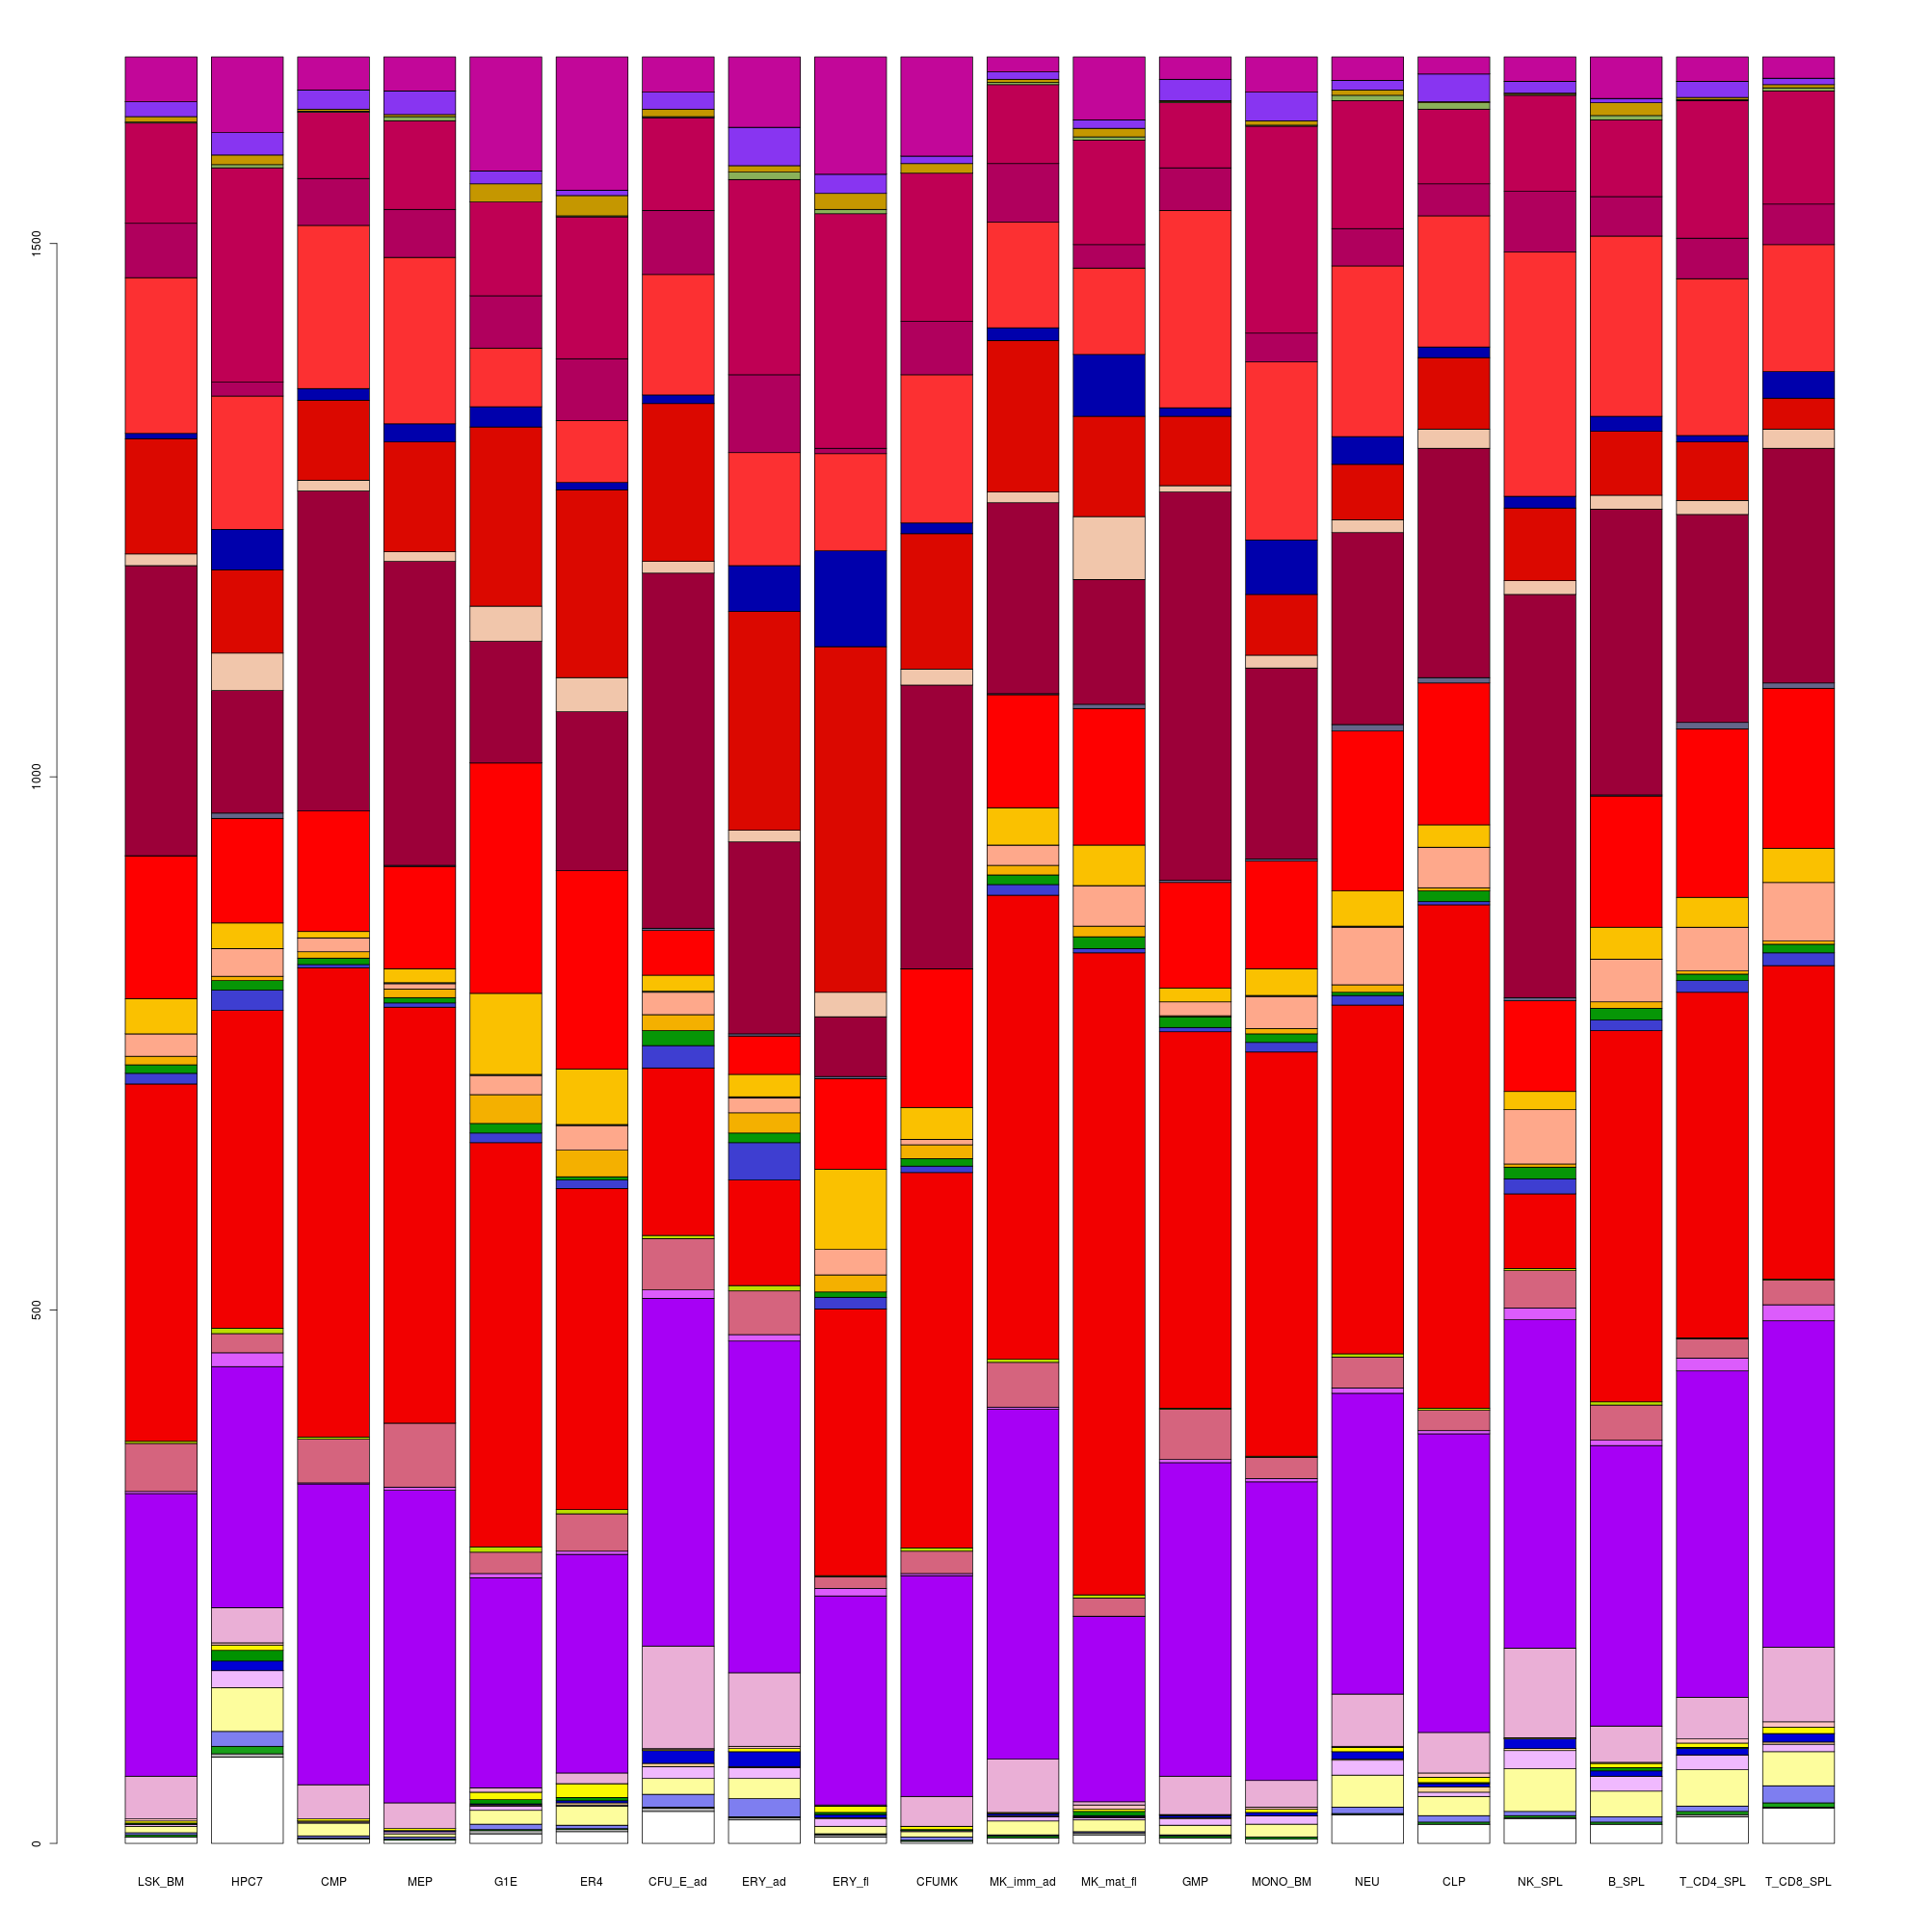 1500
1000
500
0
LSK_BM HPC7 CMP MEP G1E ER4 CFU_E_ad ERY_ad ERY_fl CFUMK MK_imm_ad MK_mat_fl GMP MONO_BM NEU CLP NK_SPL B_SPL T_CD4_SPL T_CD8_SPL